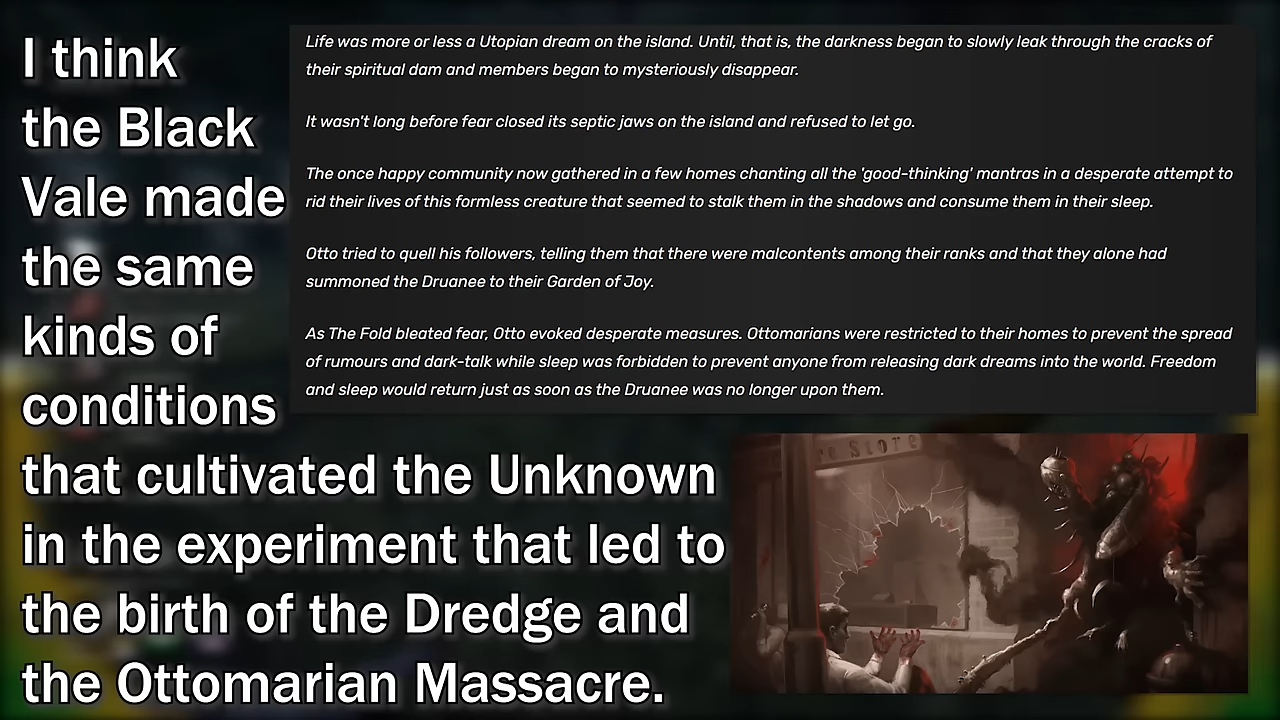 I think
the Black
Vale made
the same
kinds of
conditions
that cultivated the Unknown
in the experiment that led to
the birth of the Dredge and
the Ottomarian Massacre.
Life was more or less a Utopian dream on the island. Until, that is, the darkness began to slowly leak through the cracks of
their spiritual dam and members began to mysteriously disappear.
It wasn't long before fear closed its septic jaws on the island and refused to let go.
The once happy community now gathered in a few homes chanting all the 'good-thinking' mantras in a desperate attempt to
rid their lives of this formless creature that seemed to stalk them in the shadows and consume them in their sleep.
Otto tried to quell his followers, telling them that there were malcontents among their ranks and that they alone had
summoned the Druanee to their Garden of Joy.
As The Fold bleated fear, Otto evoked desperate measures. Ottomarians were restricted to their homes to prevent the spread
of rumours and dark-talk while sleep was forbidden to prevent anyone from releasing dark dreams into the world. Freedom
and sleep would return just as soon as the Druanee was no longer upon them.
Store